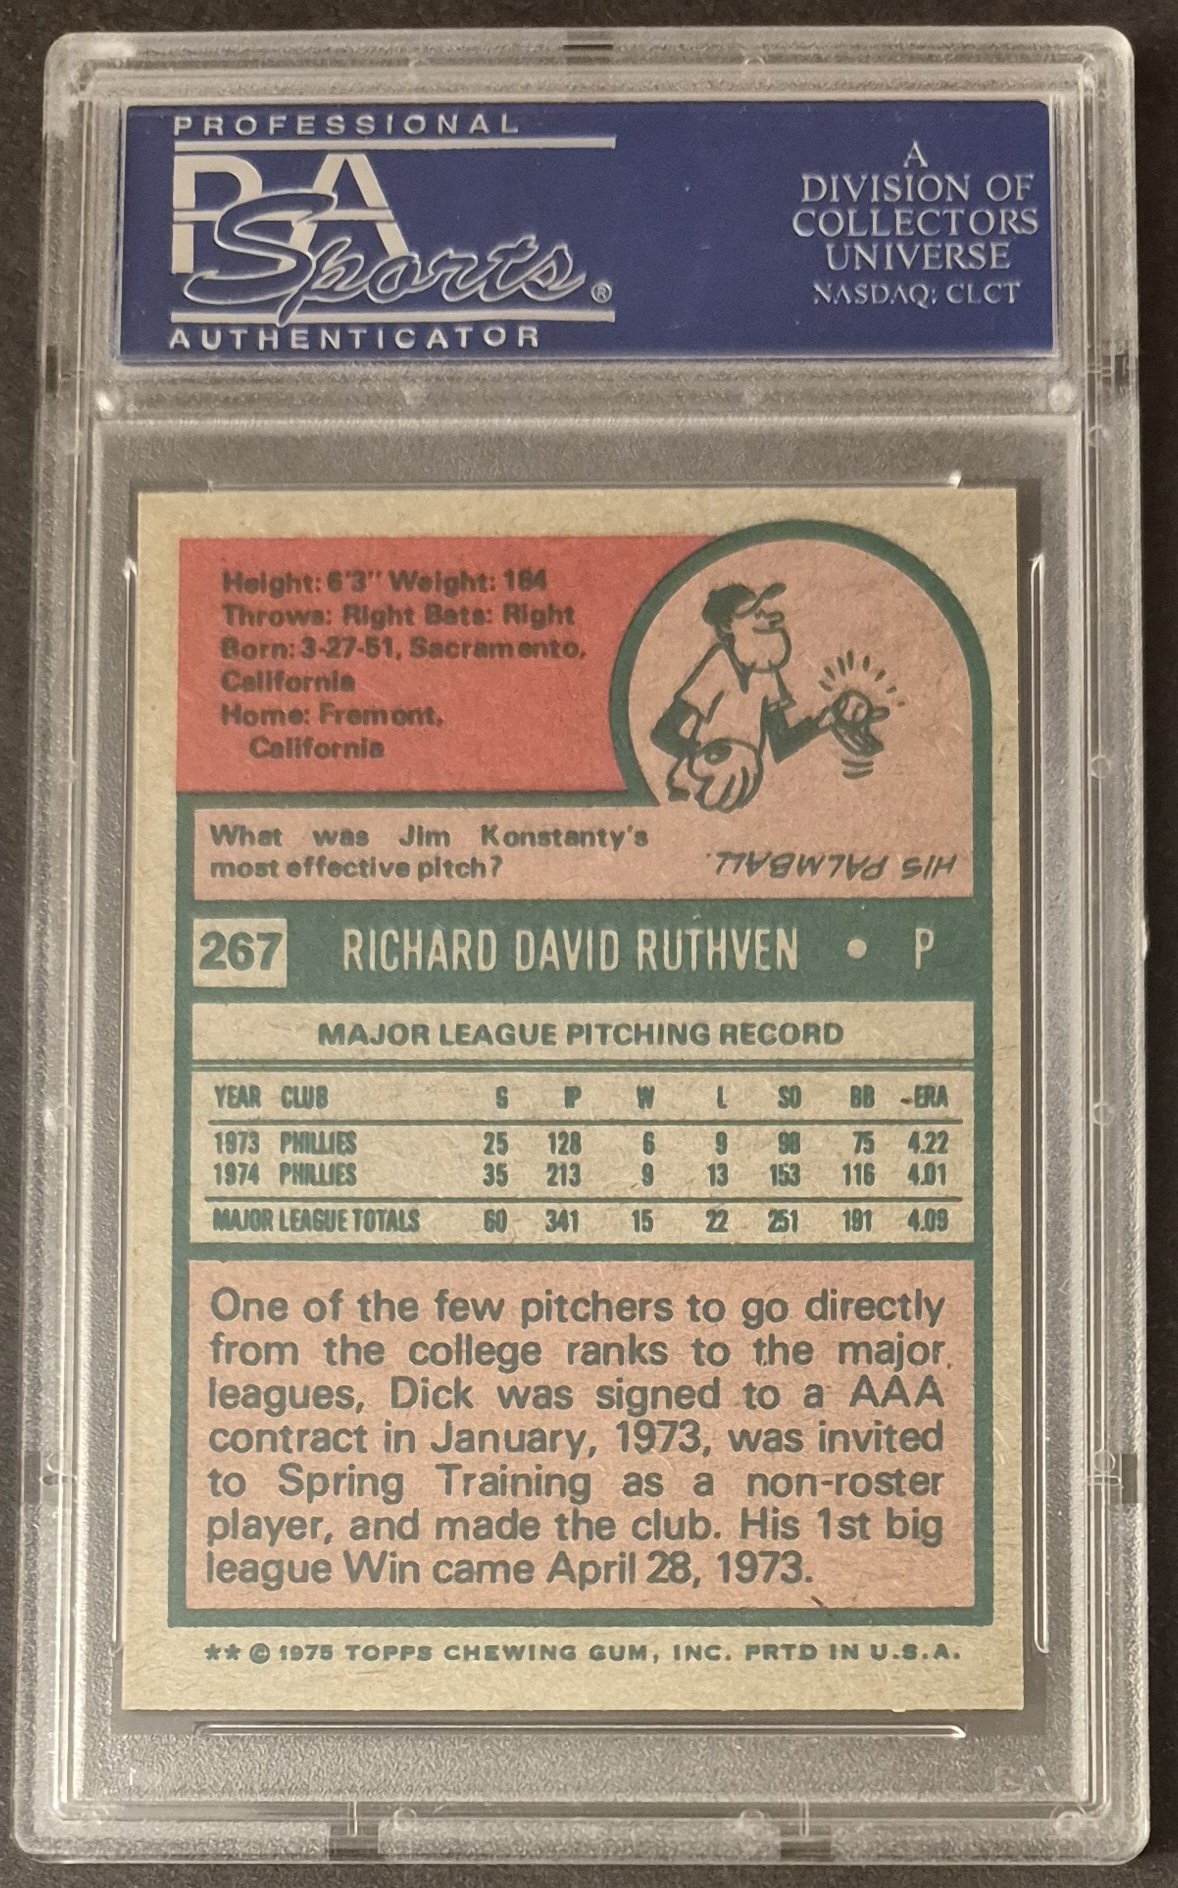 PROFESSIONAL
PSA
Sports®
AUTHENTICATOR
A
DIVISION OF
COLLECTORS
UNIVERSE
NASDAQ: CLCT
Height: 6'3" Weight: 184
Throws: Right Bats: Right
Born: 3-27-51, Sacramento,
California
Home: Fremont,
California
What was Jim Konstanty's
most effective pitch?
HIS PALMBALL.
267 RICHARD DAVID RUTHVEN • P
MAJOR LEAGUE PITCHING RECORD
YEAR CLUB G IP W L SO BB ERA
1973 PHILLIES 25 128 6 9 98 75 4.22
1974 PHILLIES 35 213 9 13 153 116 4.01
MAJOR LEAGUE TOTALS 60 341 15 22 251 191 4.09
One of the few pitchers to go directly
from the college ranks to the major
leagues, Dick was signed to a AAA
contract in January, 1973, was invited
to Spring Training as a non-roster
player, and made the club. His 1st big
league Win came April 28, 1973.
** © 1975 TOPPS CHEWING GUM, INC. PRTD IN U.S.A.